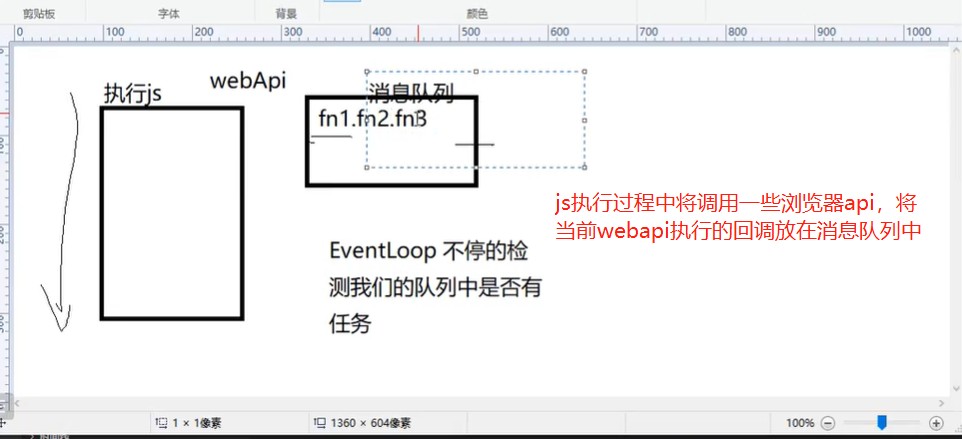 剪贴板 字体 背景 颜色
0 100 200 300 400 500 600 700 800 900 1000
执行js
webApi
消息队列
fn1.fn2.fn3
js执行过程中将调用一些浏览器api，将
当前webapi执行的回调放在消息队列中
EventLoop 不停的检
测我们的队列中是否有
任务
1 × 1像素 1360 × 604像素 100%